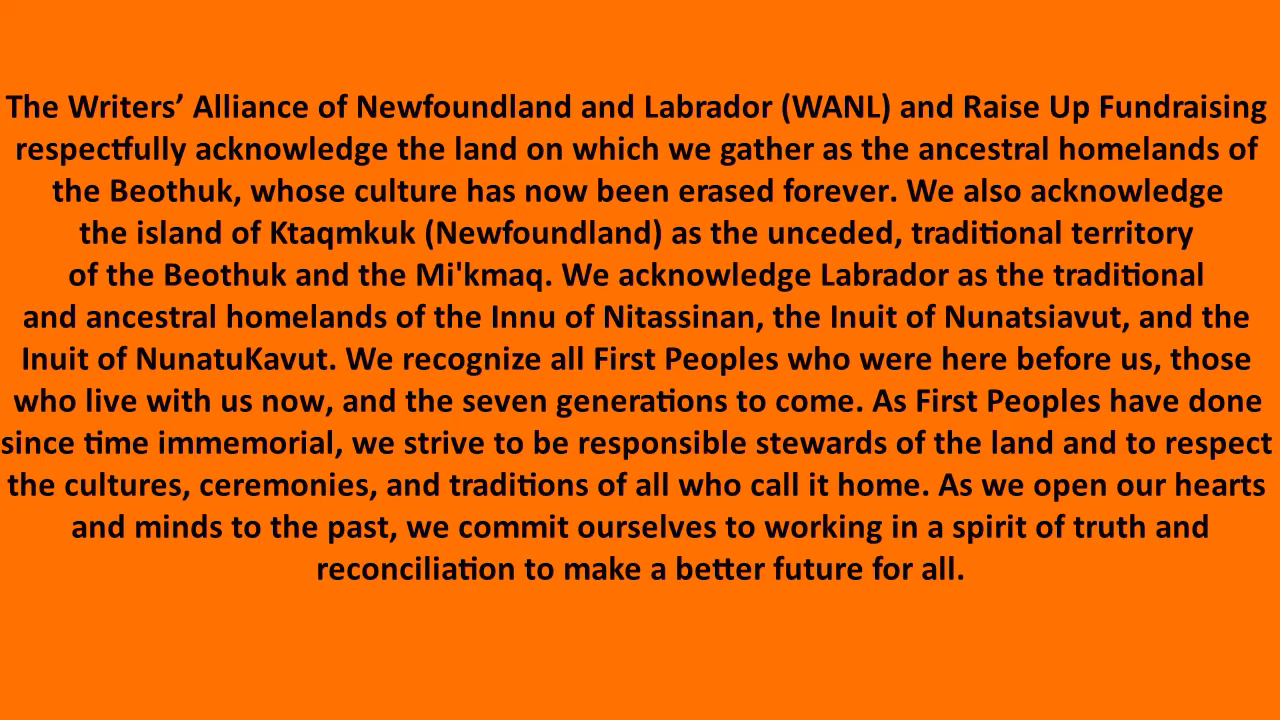 The Writers’ Alliance of Newfoundland and Labrador (WANL) and Raise Up Fundraising
respectfully acknowledge the land on which we gather as the ancestral homelands of
the Beothuk, whose culture has now been erased forever. We also acknowledge
the island of Ktaqmkuk (Newfoundland) as the unceded, traditional territory
of the Beothuk and the Mi'kmaq. We acknowledge Labrador as the traditional
and ancestral homelands of the Innu of Nitassinan, the Inuit of Nunatsiavut, and the
Inuit of NunatuKavut. We recognize all First Peoples who were here before us, those
who live with us now, and the seven generations to come. As First Peoples have done
since time immemorial, we strive to be responsible stewards of the land and to respect
the cultures, ceremonies, and traditions of all who call it home. As we open our hearts
and minds to the past, we commit ourselves to working in a spirit of truth and
reconciliation to make a better future for all.